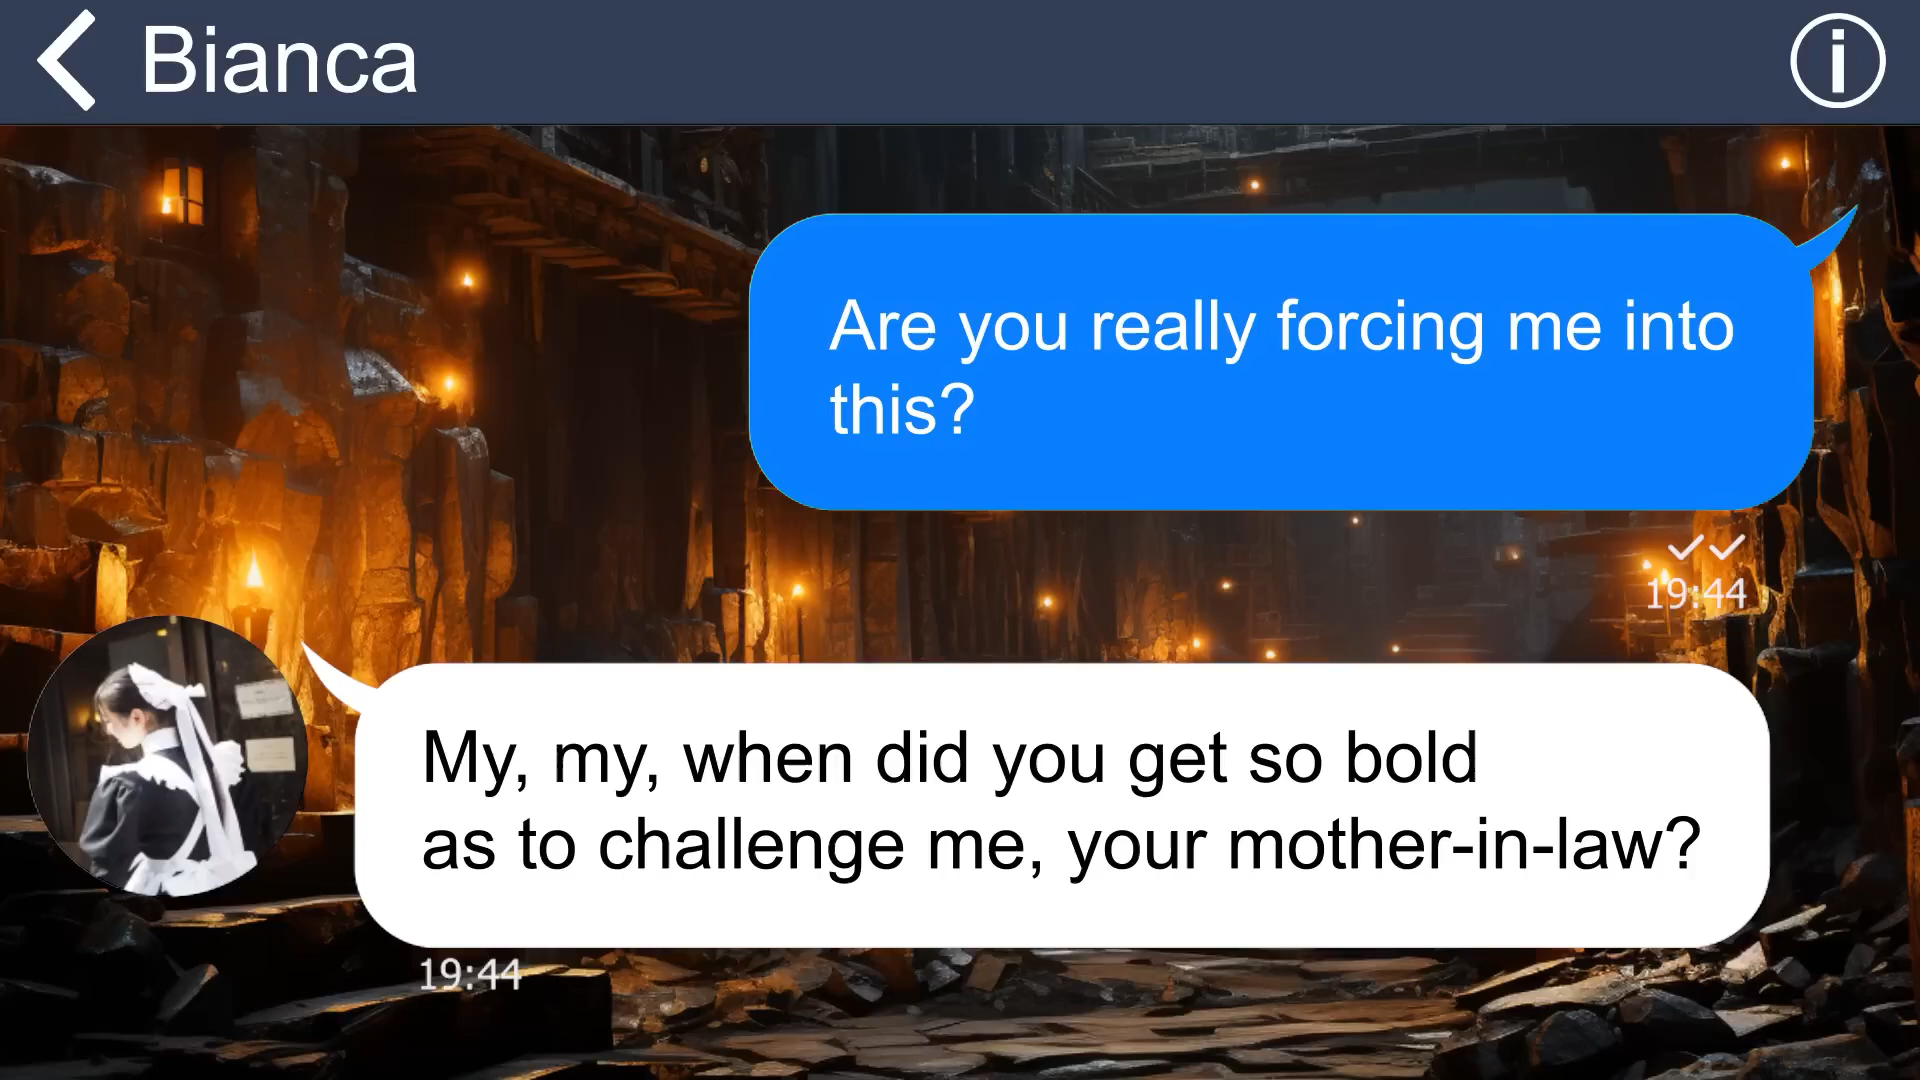 Bianca
Are you really forcing me into
this?
19:44
My, my, when did you get so bold
as to challenge me, your mother-in-law?
19:44